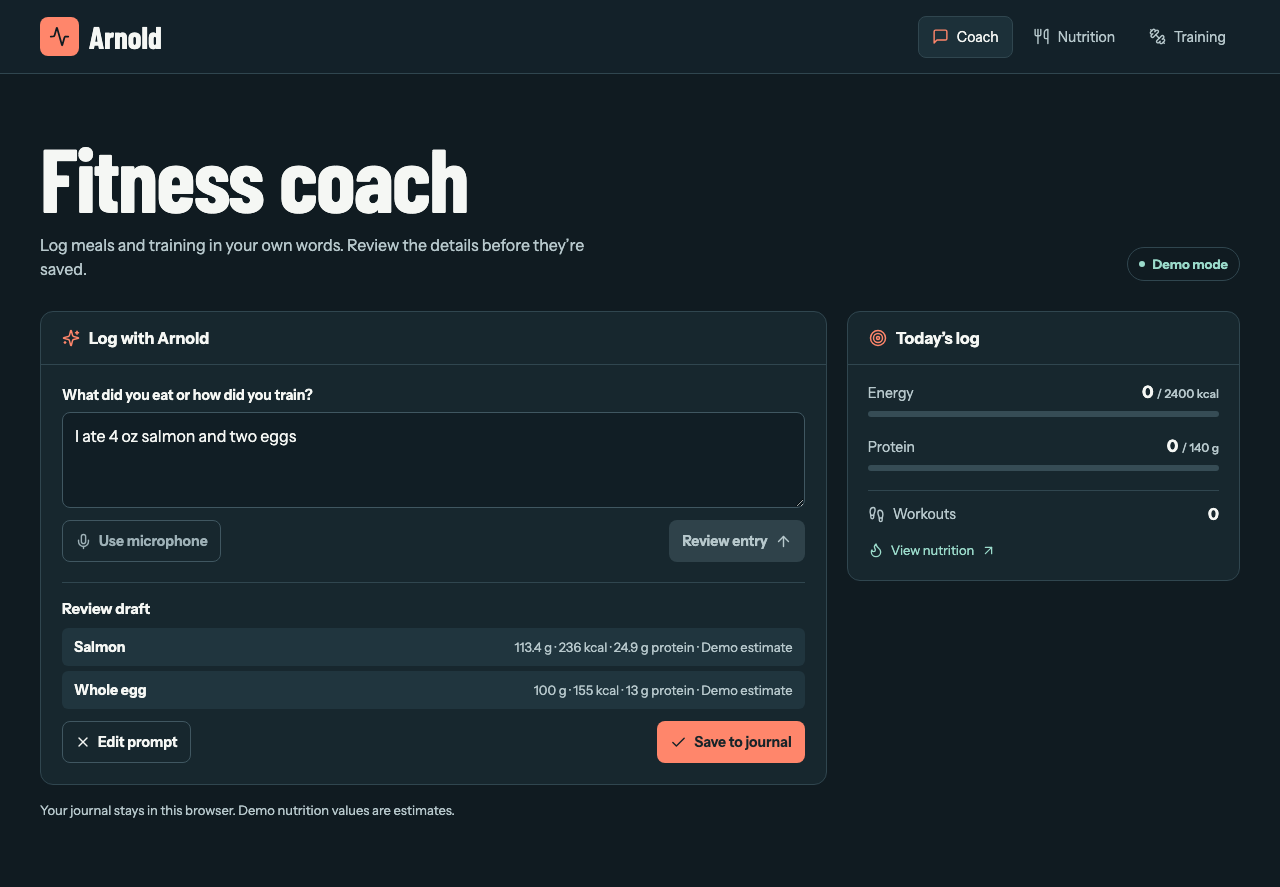 Arnold
Coach
Nutrition
Training
Fitness coach
Log meals and training in your own words. Review the details before they’re
saved.
Demo mode
Log with Arnold
What did you eat or how did you train?
I ate 4 oz salmon and two eggs
Use microphone
Review entry
Review draft
Salmon
113.4 g · 236 kcal · 24.9 g protein · Demo estimate
Whole egg
100 g · 155 kcal · 13 g protein · Demo estimate
Edit prompt
Save to journal
Today’s log
Energy
0 / 2400 kcal
Protein
0 / 140 g
Workouts
0
View nutrition
Your journal stays in this browser. Demo nutrition values are estimates.